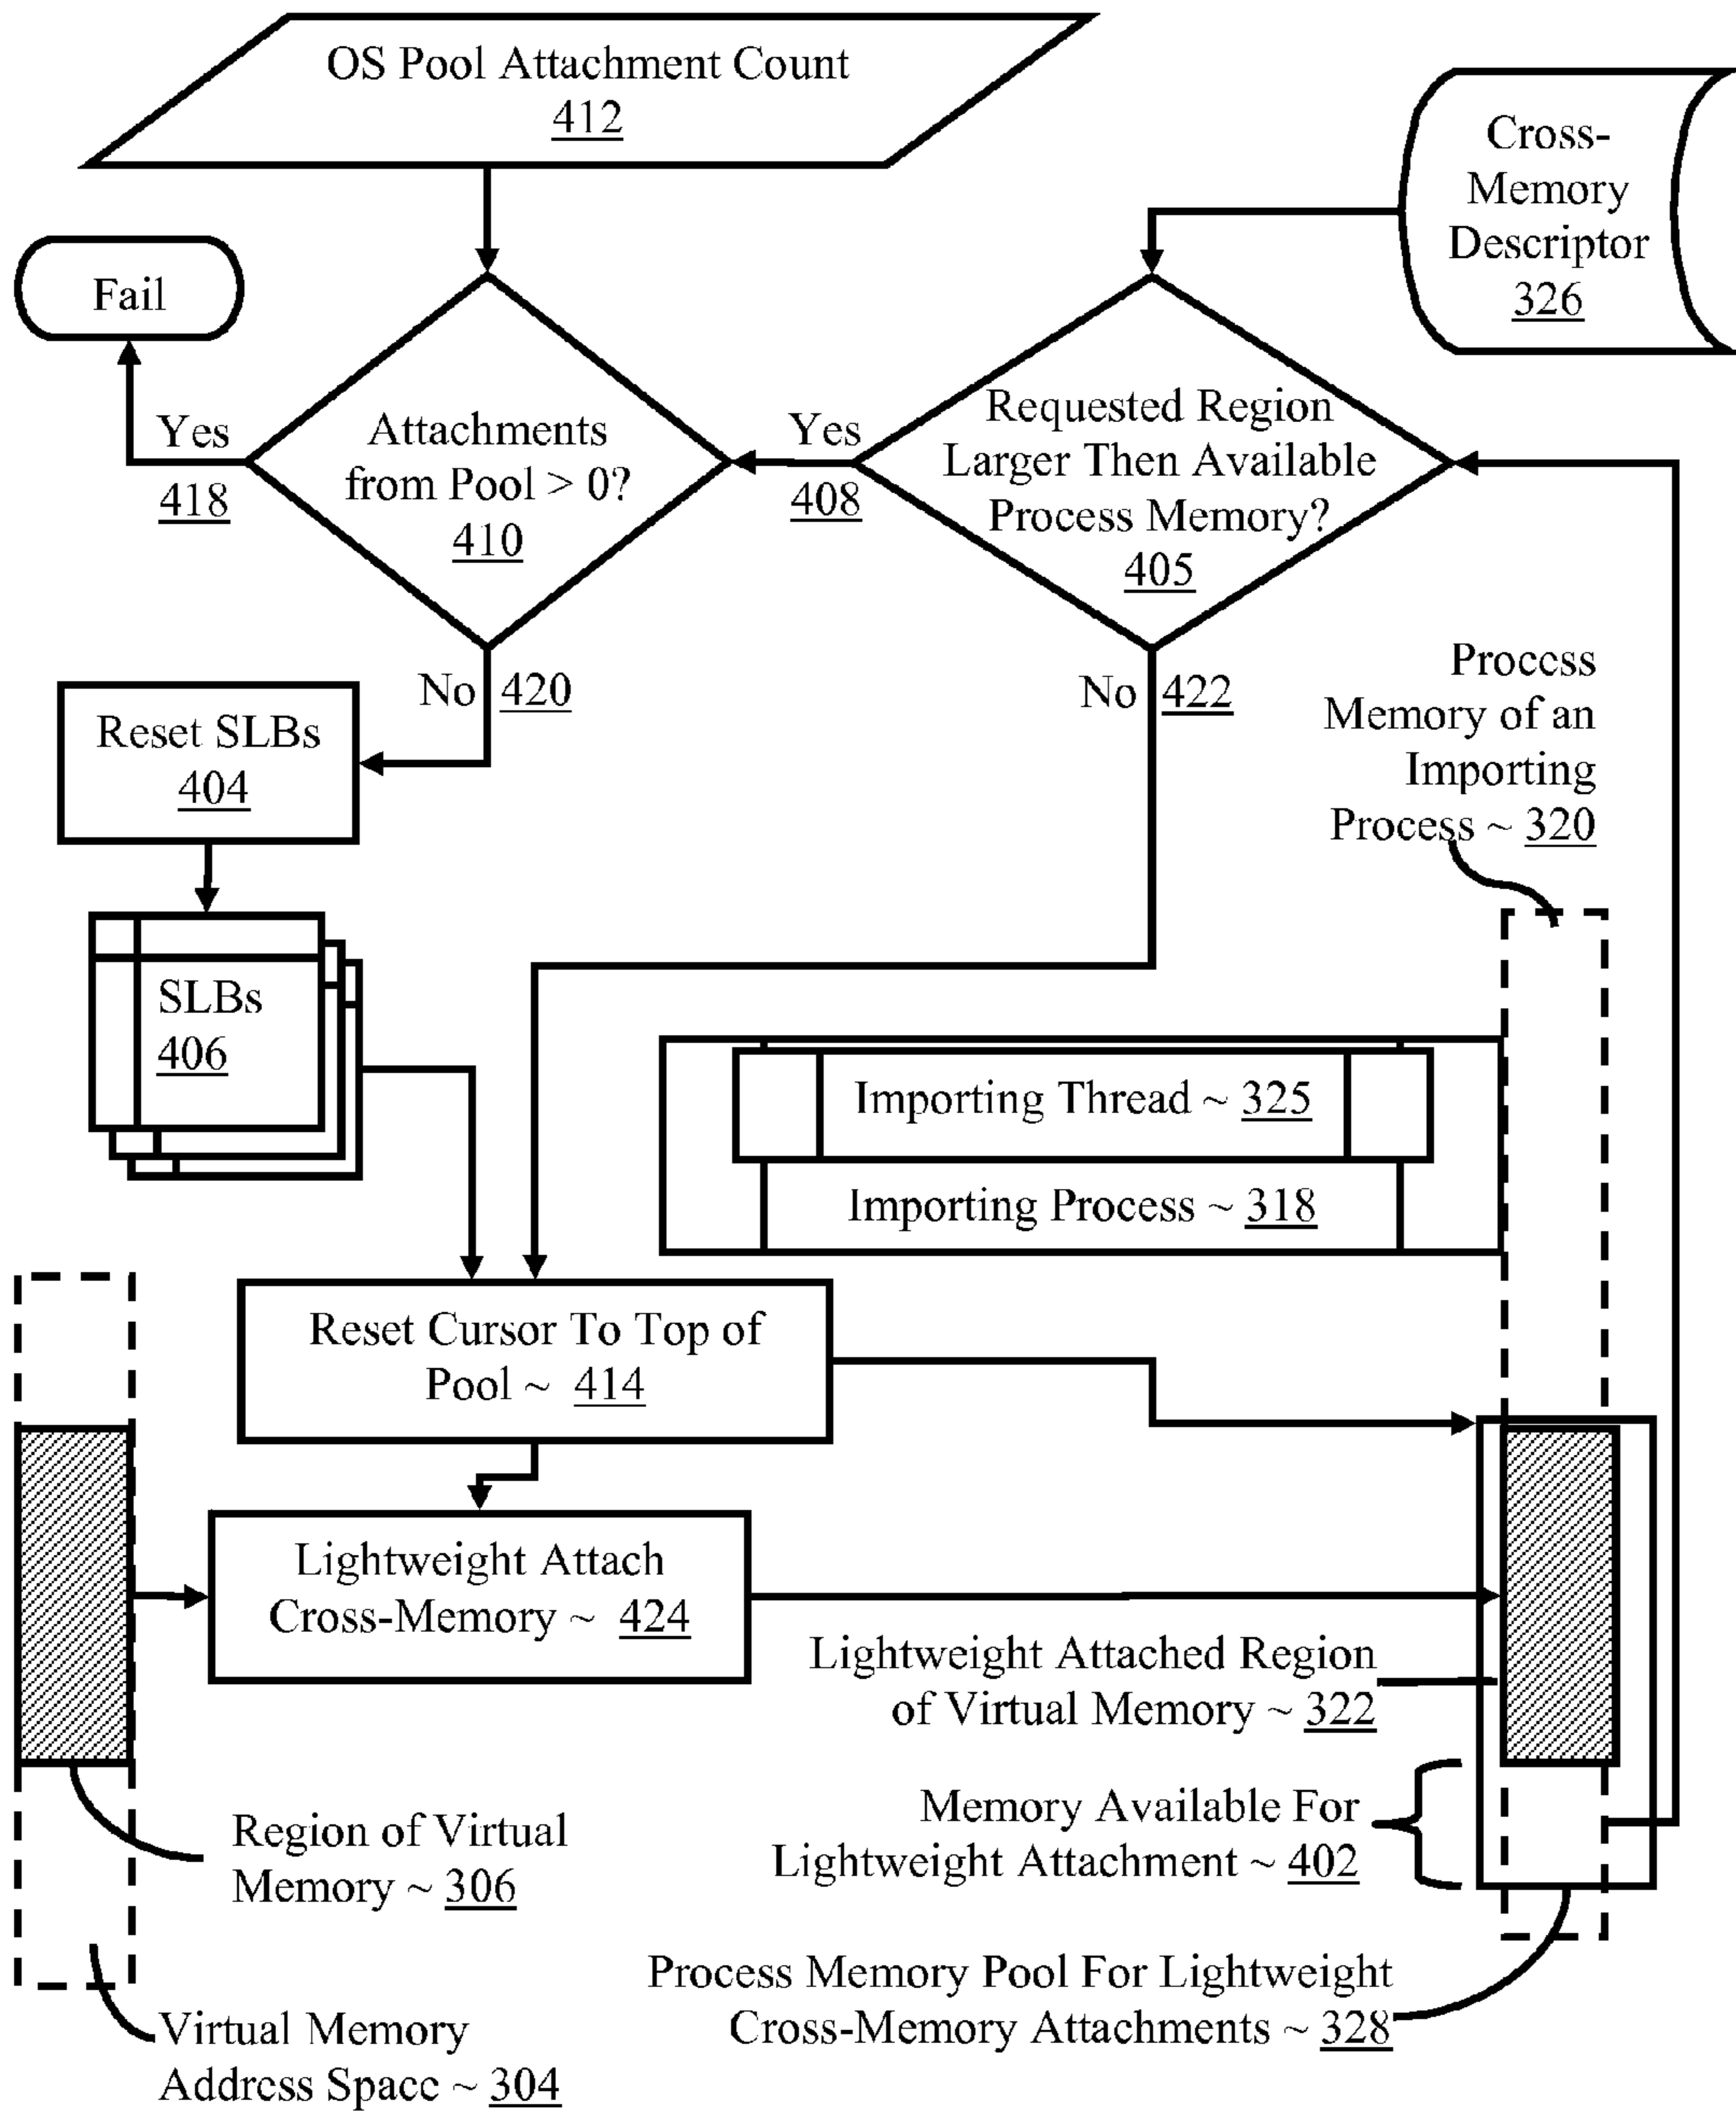 OS Pool Attachment Count
412
Cross-
Memory
Descriptor
326
Fail
Yes
418
Attachments
from Pool > 0?
410
Yes
408
Requested Region
Larger Then Available
Process Memory?
405
No 420
No 422
Reset SLBs
404
Process
Memory of an
Importing
Process ~ 320
SLBs
406
Importing Thread ~ 325
Importing Process ~ 318
Reset Cursor To Top of
Pool ~ 414
Lightweight Attach
Cross-Memory ~ 424
Lightweight Attached Region
of Virtual Memory ~ 322
Region of Virtual
Memory ~ 306
Memory Available For
Lightweight Attachment ~ 402
Process Memory Pool For Lightweight
Cross-Memory Attachments ~ 328
Virtual Memory
Address Space ~ 304